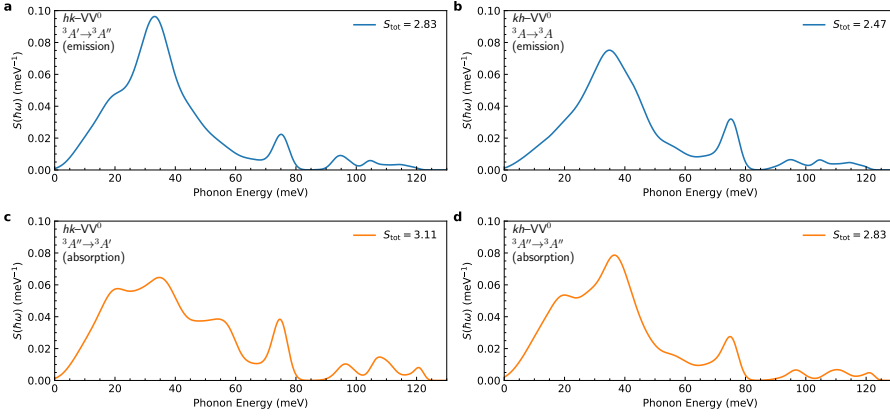 a
hk–VV⁰
³A′→³A″
(emission)
S_tot = 2.83
0.10
0.08
0.06
0.04
0.02
0.00
S(ħω) (meV⁻¹)
0 20 40 60 80 100 120
Phonon Energy (meV)
b
kh–VV⁰
³A→³A
(emission)
S_tot = 2.47
0.10
0.08
0.06
0.04
0.02
0.00
S(ħω) (meV⁻¹)
0 20 40 60 80 100 120
Phonon Energy (meV)
c
hk–VV⁰
³A″→³A′
(absorption)
S_tot = 3.11
0.10
0.08
0.06
0.04
0.02
0.00
S(ħω) (meV⁻¹)
0 20 40 60 80 100 120
Phonon Energy (meV)
d
kh–VV⁰
³A″→³A″
(absorption)
S_tot = 2.83
0.10
0.08
0.06
0.04
0.02
0.00
S(ħω) (meV⁻¹)
0 20 40 60 80 100 120
Phonon Energy (meV)